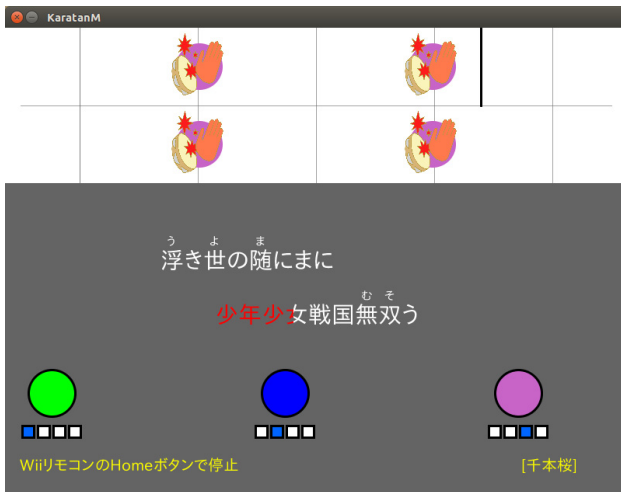 KaratanM
う よ ま
浮き世の随にまに
む そ
少年少女戦国無双う
WiiリモコンのHomeボタンで停止
[千本桜]